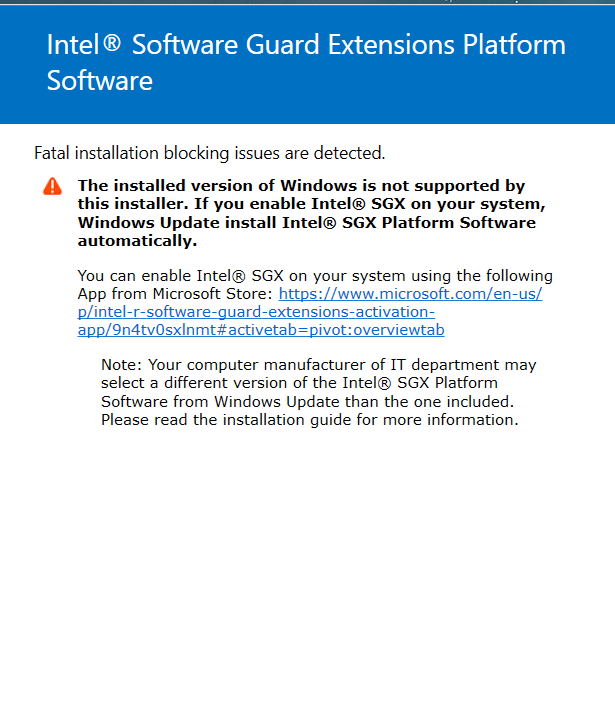 Intel® Software Guard Extensions Platform
Software
Fatal installation blocking issues are detected.
The installed version of Windows is not supported by
this installer. If you enable Intel® SGX on your system,
Windows Update install Intel® SGX Platform Software
automatically.
You can enable Intel® SGX on your system using the following
App from Microsoft Store: https://www.microsoft.com/en-us/
p/intel-r-software-guard-extensions-activation-
app/9n4tv0sxlnmt#activetab=pivot:overviewtab
Note: Your computer manufacturer of IT department may
select a different version of the Intel® SGX Platform
Software from Windows Update than the one included.
Please read the installation guide for more information.